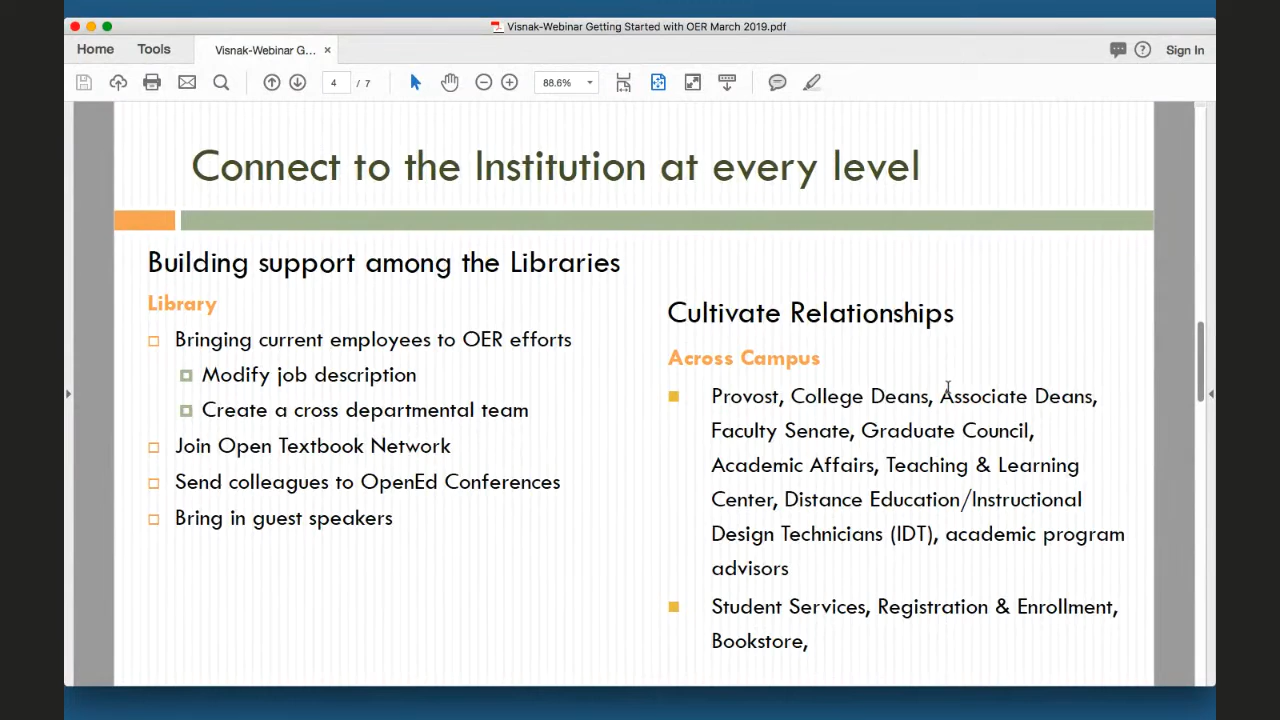 Visnak-Webinar Getting Started with OER March 2019.pdf
Home
Tools
Visnak-Webinar G...
Sign In
4 / 7
88.6%
Connect to the Institution at every level
Building support among the Libraries
Library
Bringing current employees to OER efforts
Modify job description
Create a cross departmental team
Join Open Textbook Network
Send colleagues to OpenEd Conferences
Bring in guest speakers
Cultivate Relationships
Across Campus
Provost, College Deans, Associate Deans,
Faculty Senate, Graduate Council,
Academic Affairs, Teaching & Learning
Center, Distance Education/Instructional
Design Technicians (IDT), academic program
advisors
Student Services, Registration & Enrollment,
Bookstore,